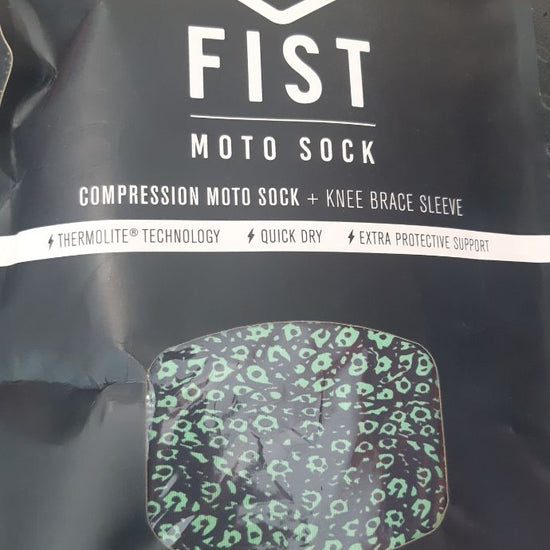 FIST
MOTO SOCK
COMPRESSION MOTO SOCK + KNEE BRACE SLEEVE
THERMOLITE® TECHNOLOGY QUICK DRY EXTRA PROTECTIVE SUPPORT